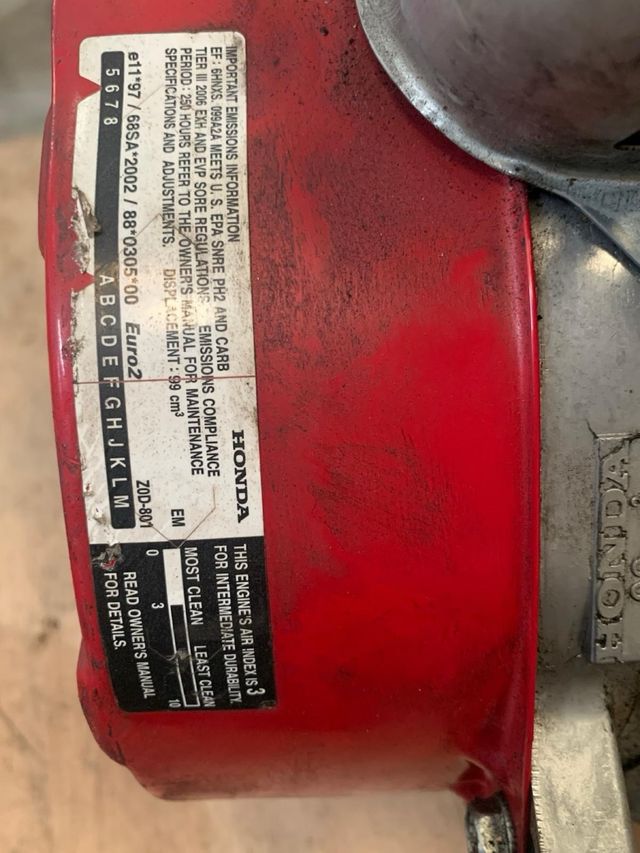 IMPORTANT EMISSIONS INFORMATION
EF : 6HNXS. 099A2A MEETS U. S. EPA SNRE PH2 AND CARB
TIER III 2006 EXH AND EVP SORE REGULATIONS EMISSIONS COMPLIANCE
PERIOD : 250 HOURS REFER TO THE OWNER'S MANUAL FOR MAINTENANCE
SPECIFICATIONS AND ADJUSTMENTS. DISPLACEMENT : 99 cm³
HONDA
EM
e11*97 / 68SA*2002 / 88*0305*00 Euro2 Z0D-801
5 6 7 8 A B C D E F G H J K L M
THIS ENGINE'S AIR INDEX IS 3
FOR INTERMEDIATE DURABILITY.
MOST CLEAN LEAST CLEAN
0 3 10
READ OWNER'S MANUAL
FOR DETAILS.
HONDA